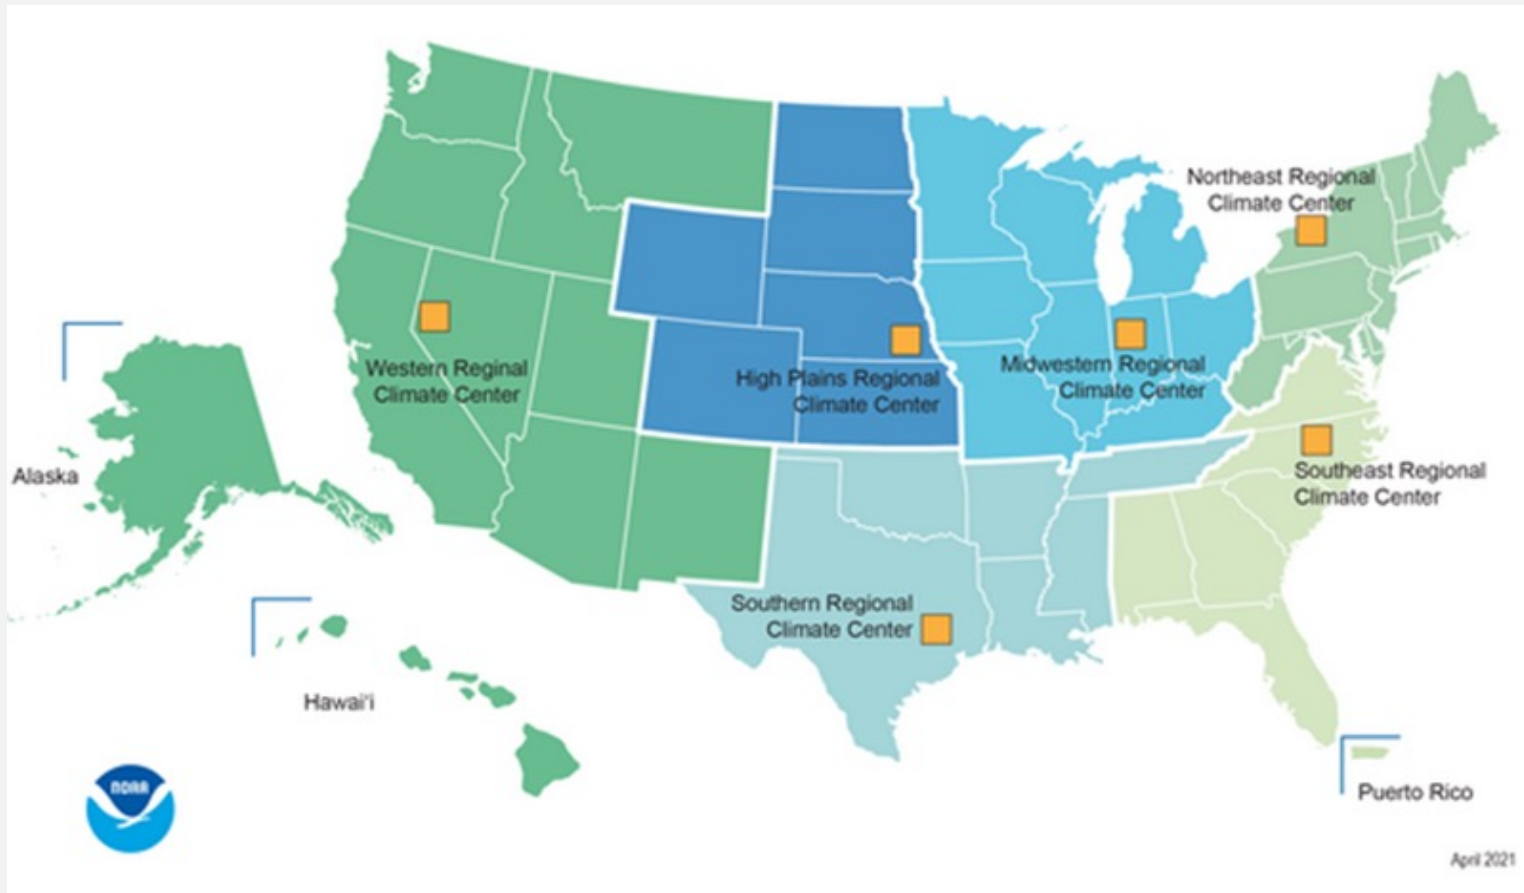 Northeast Regional
Climate Center
Western Reginal
Climate Center
High Plains Regional
Climate Center
Midwestern Regional
Climate Center
Southeast Regional
Climate Center
Alaska
Southern Regional
Climate Center
Hawai'i
NOAA
Puerto Rico
April 2021